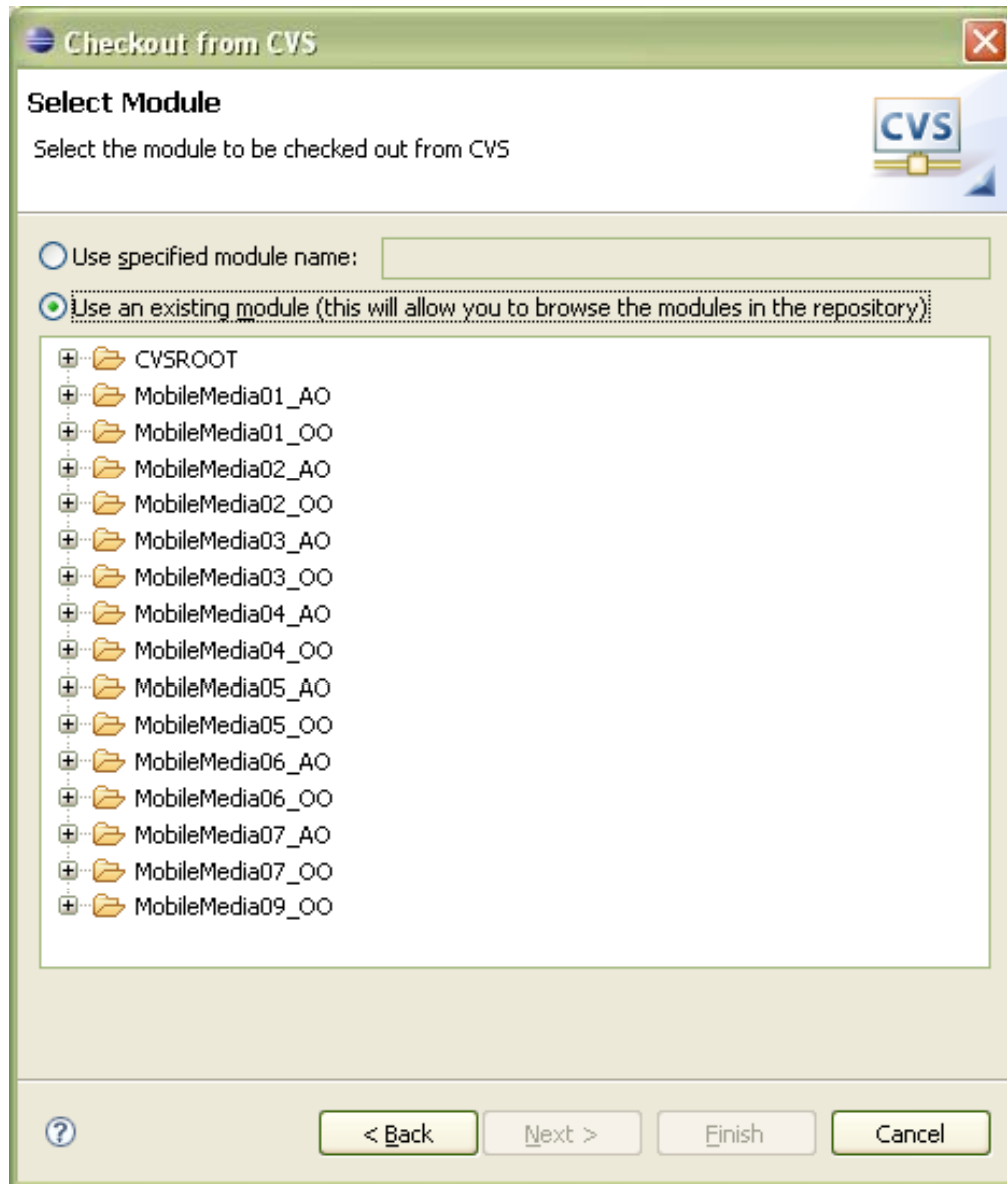 Checkout from CVS
Select Module
Select the module to be checked out from CVS
CVS
Use specified module name:
Use an existing module (this will allow you to browse the modules in the repository)
CVSROOT
MobileMedia01_AO
MobileMedia01_OO
MobileMedia02_AO
MobileMedia02_OO
MobileMedia03_AO
MobileMedia03_OO
MobileMedia04_AO
MobileMedia04_OO
MobileMedia05_AO
MobileMedia05_OO
MobileMedia06_AO
MobileMedia06_OO
MobileMedia07_AO
MobileMedia07_OO
MobileMedia09_OO
? < Back Next > Finish Cancel